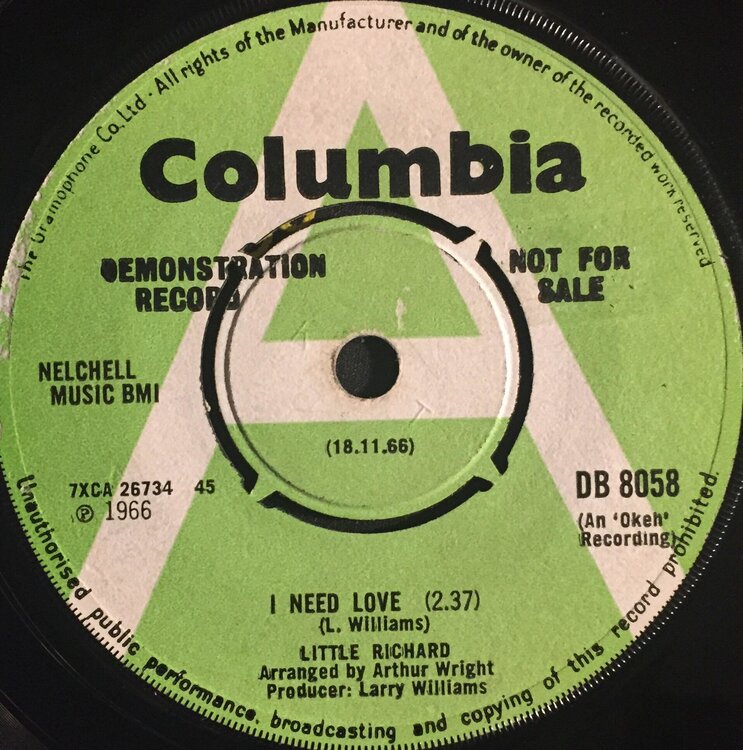 The Gramophone Co. Ltd · All rights of the Manufacturer and of the owner of the recorded work reserved
Columbia
DEMONSTRATION
RECORD
NOT FOR
SALE
NELCHELL
MUSIC BMI
(18.11.66)
7XCA 26734 45
℗ 1966
DB 8058
(An 'Okeh'
Recording)
I NEED LOVE (2.37)
(L. Williams)
LITTLE RICHARD
Arranged by Arthur Wright
Producer: Larry Williams
Unauthorised public performance, broadcasting and copying of this record prohibited.
A